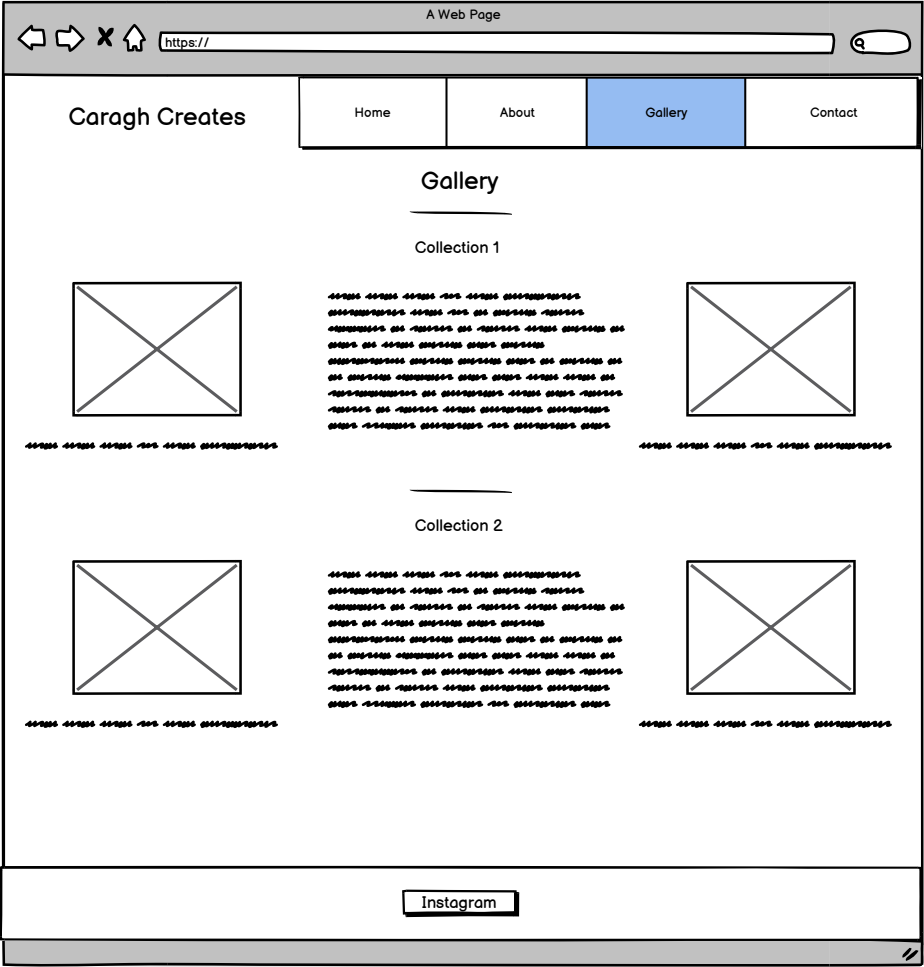 A Web Page
https://
Caragh Creates
Home About Gallery Contact
Gallery
Collection 1
Collection 2
Instagram